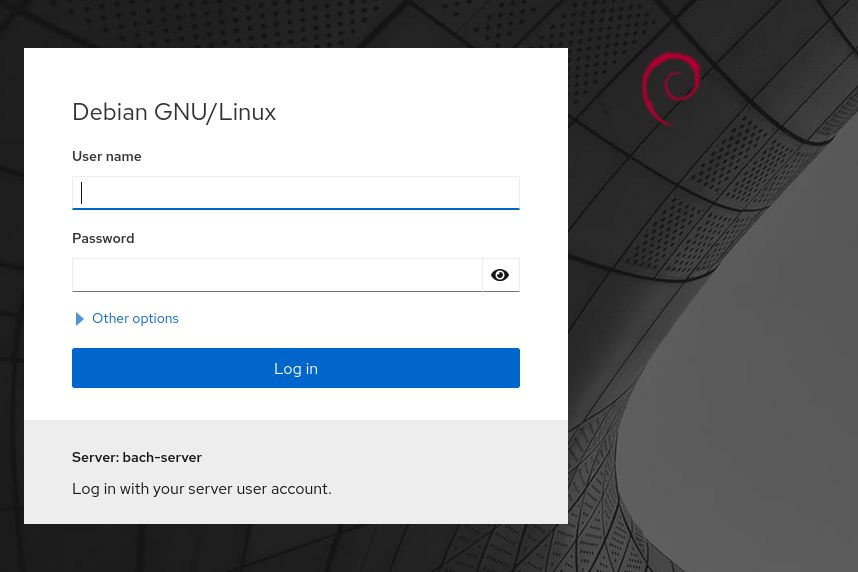 Debian GNU/Linux
User name
Password
Other options
Log in
Server: bach-server
Log in with your server user account.